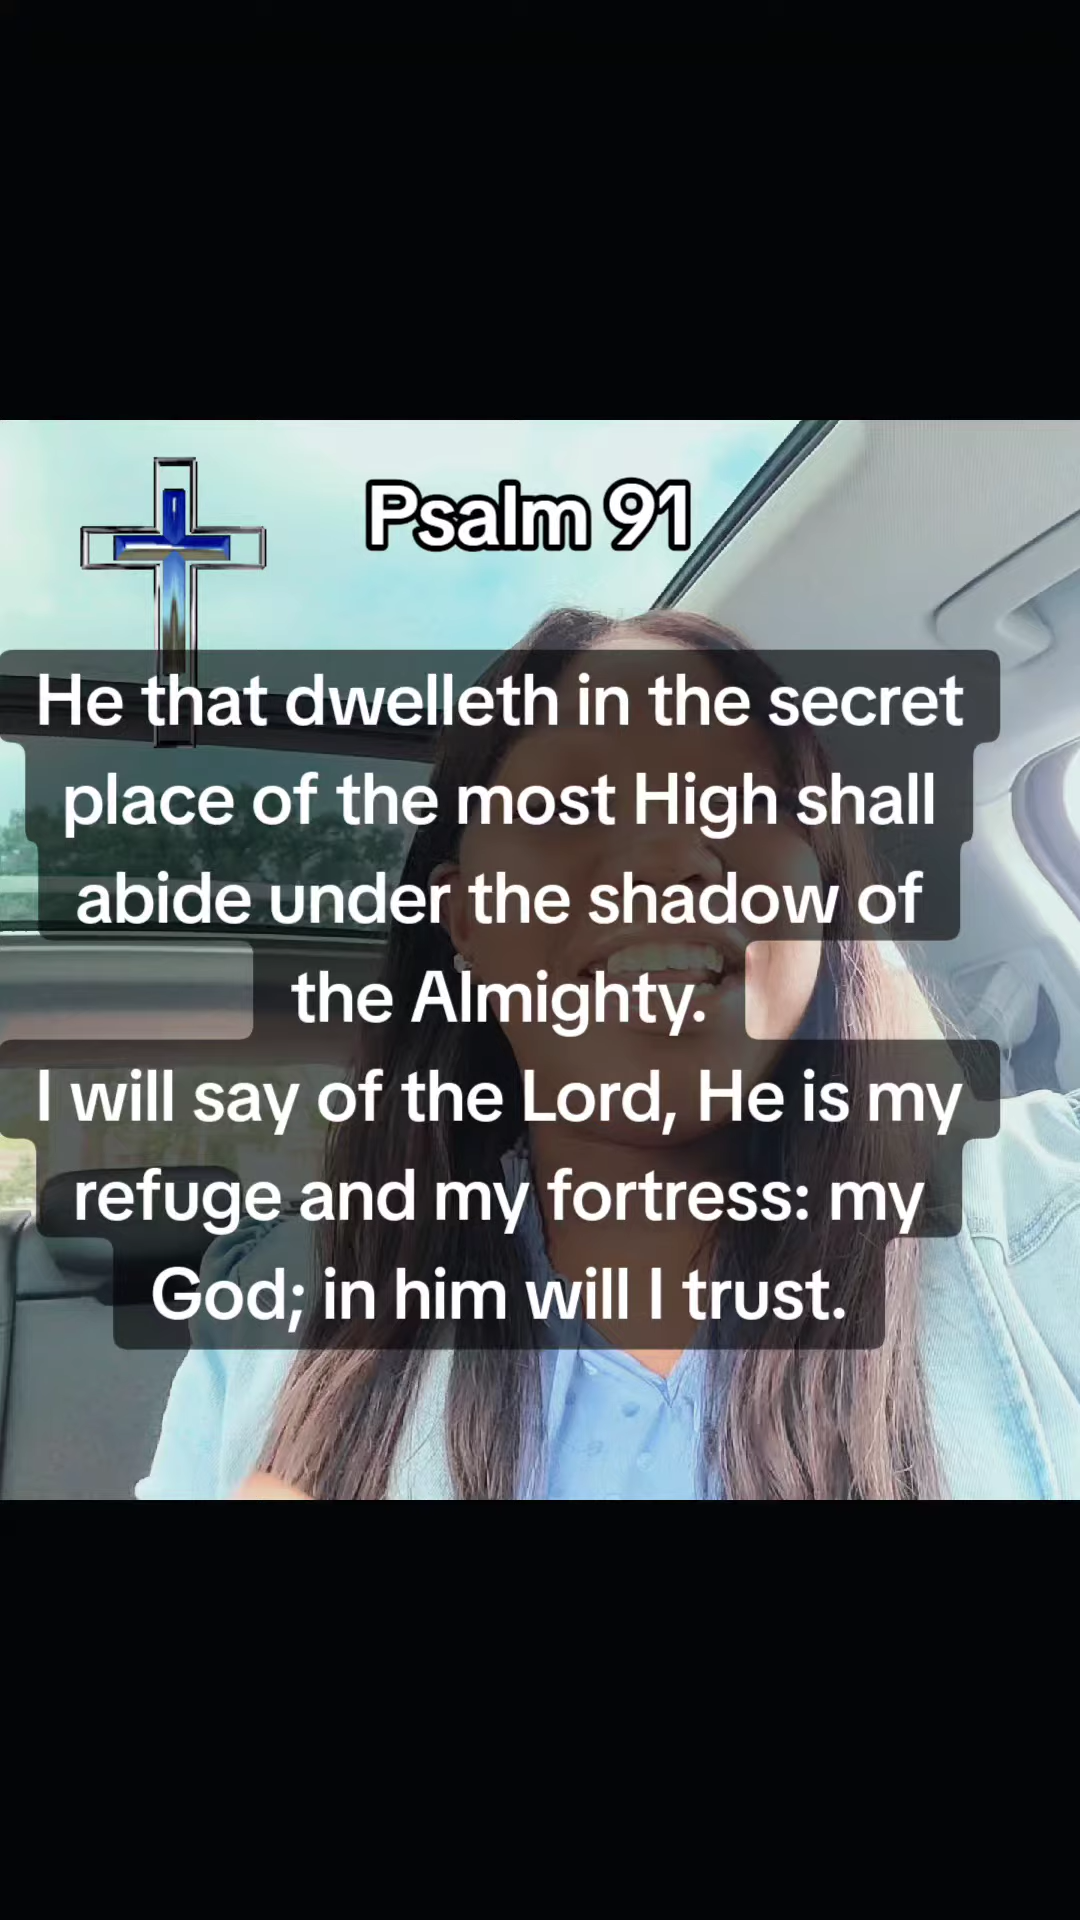 Psalm 91
He that dwelleth in the secret
place of the most High shall
abide under the shadow of
the Almighty.
I will say of the Lord, He is my
refuge and my fortress: my
God; in him will I trust.